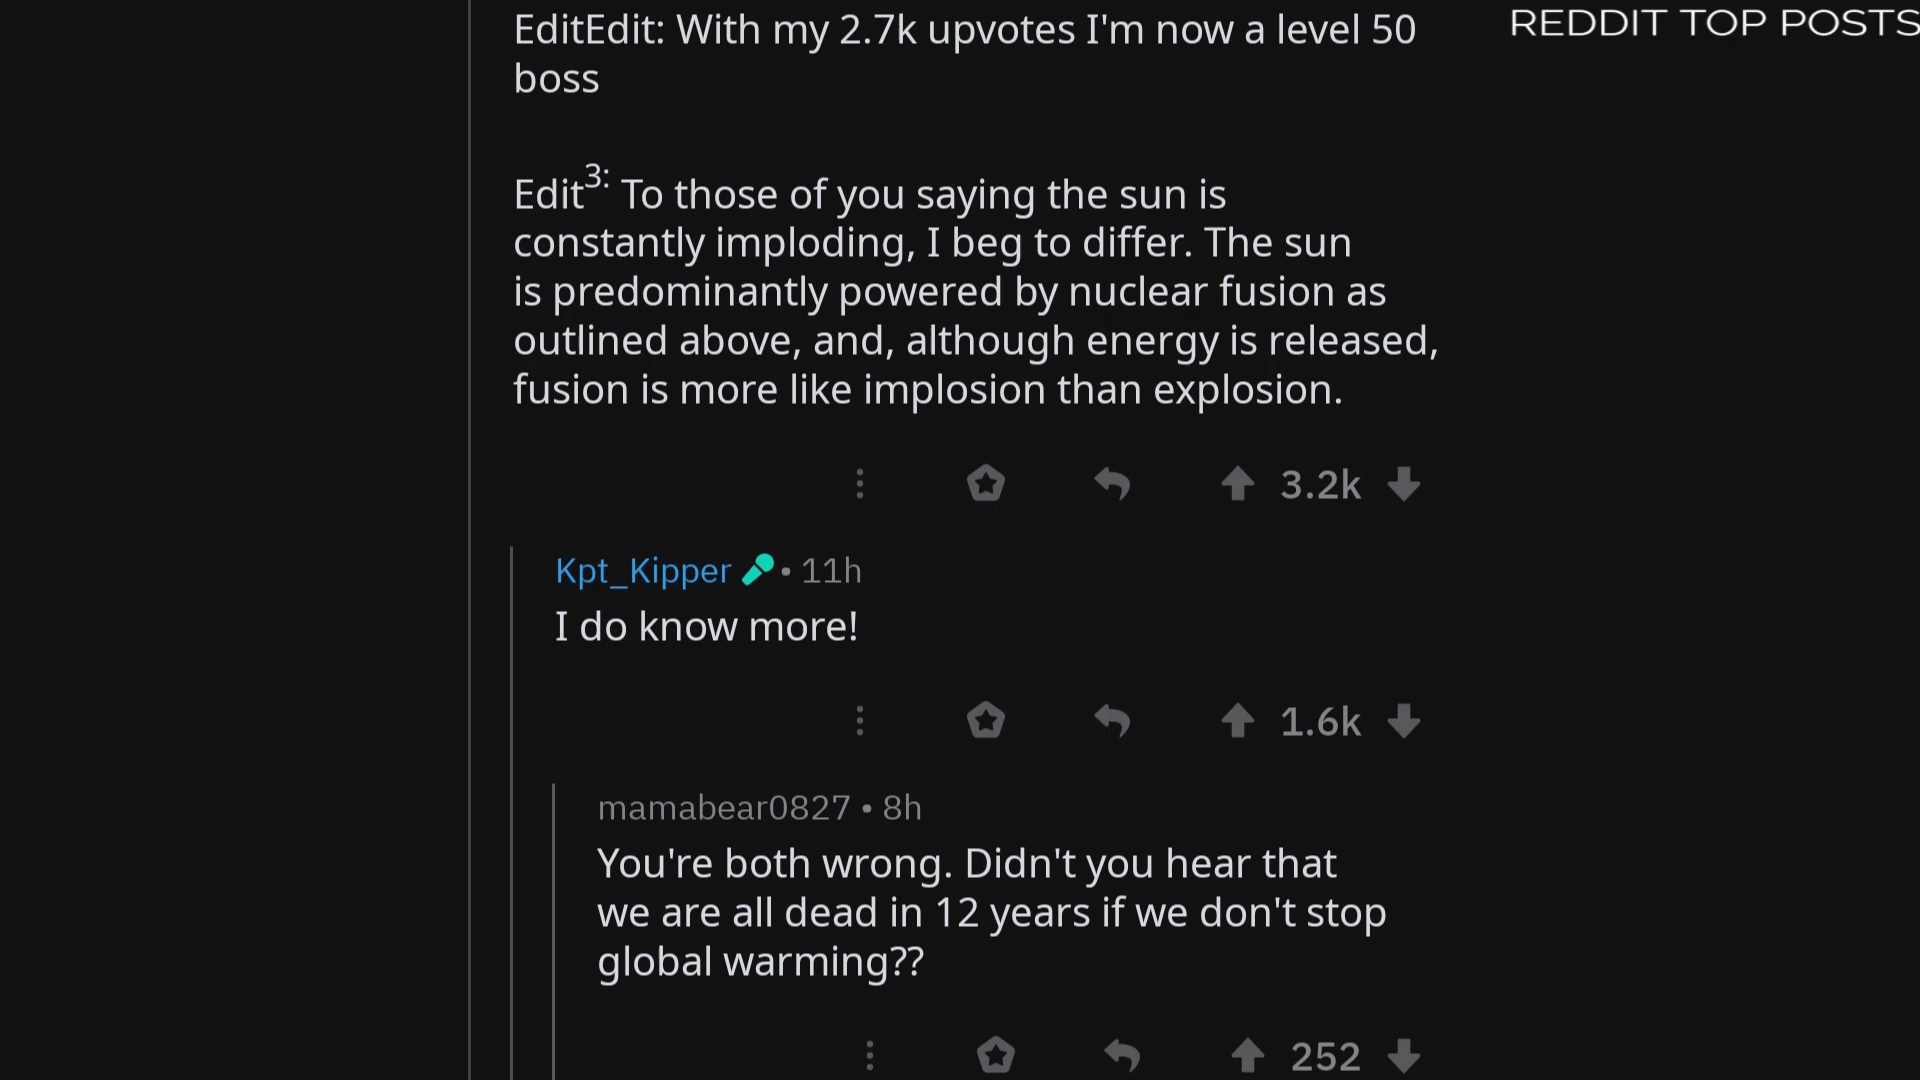 REDDIT TOP POSTS
EditEdit: With my 2.7k upvotes I'm now a level 50
boss
Edit3: To those of you saying the sun is
constantly imploding, I beg to differ. The sun
is predominantly powered by nuclear fusion as
outlined above, and, although energy is released,
fusion is more like implosion than explosion.
3.2k
Kpt_Kipper • 11h
I do know more!
1.6k
mamabear0827 • 8h
You're both wrong. Didn't you hear that
we are all dead in 12 years if we don't stop
global warming??
252